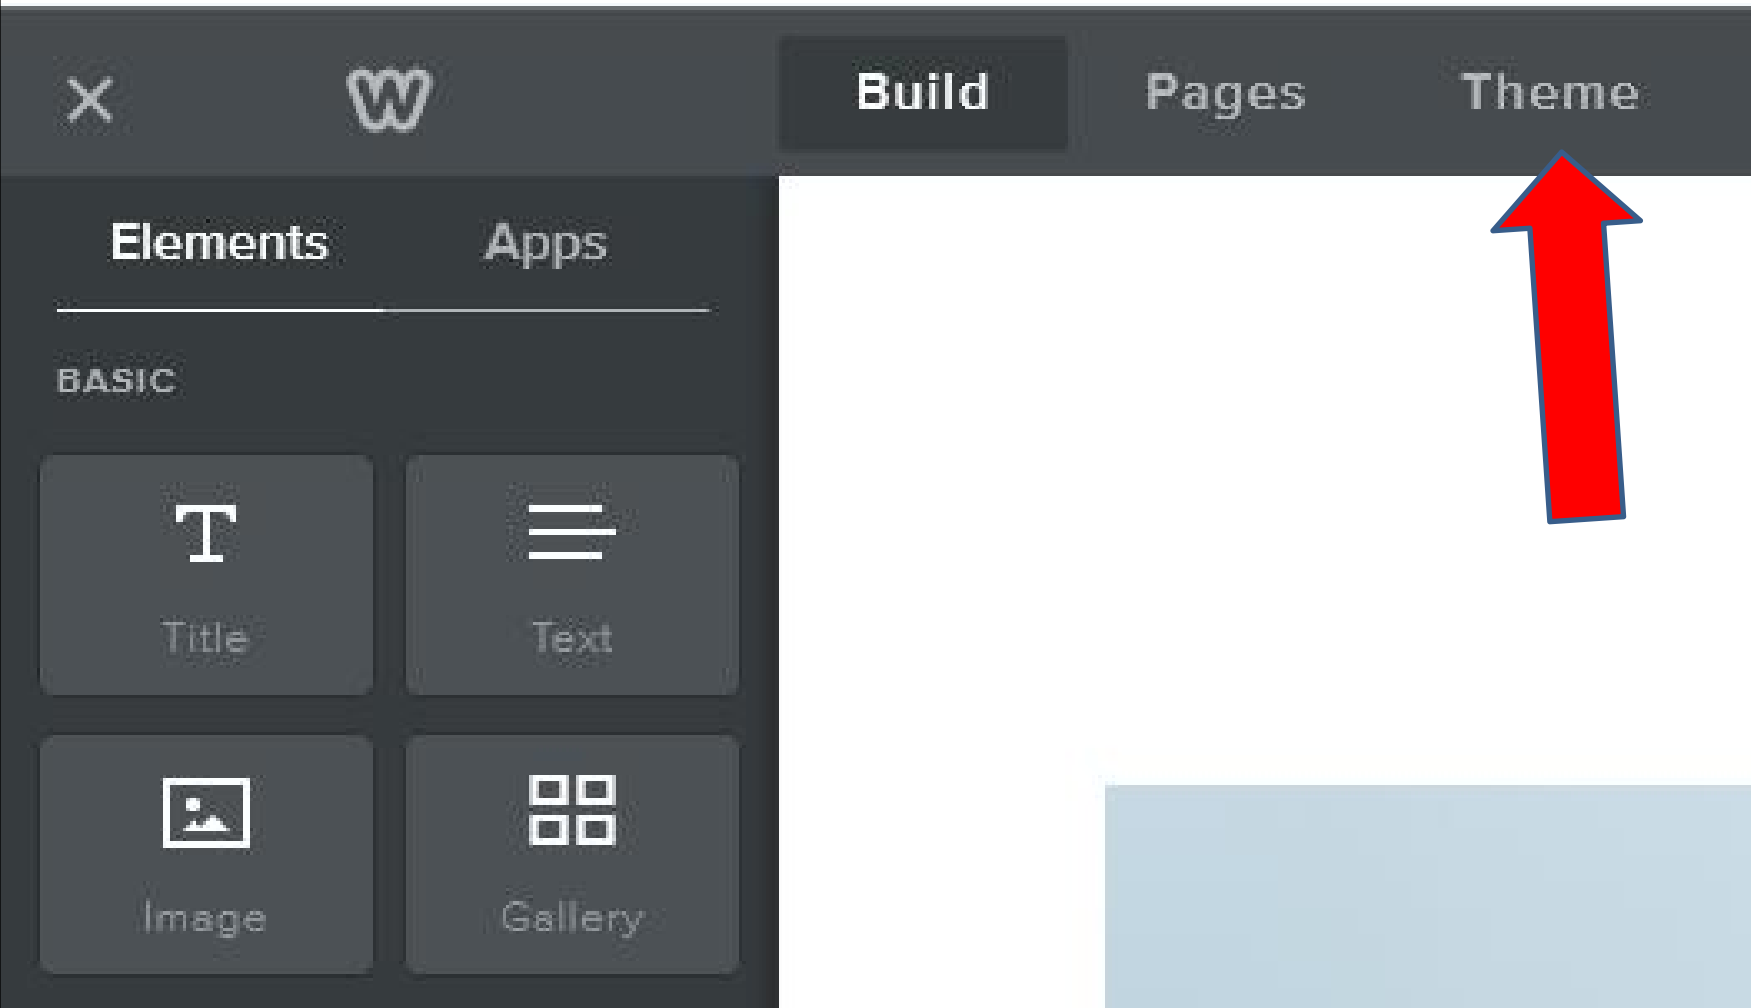 Build Pages Theme
Elements Apps
BASIC
Title Text
Image Gallery